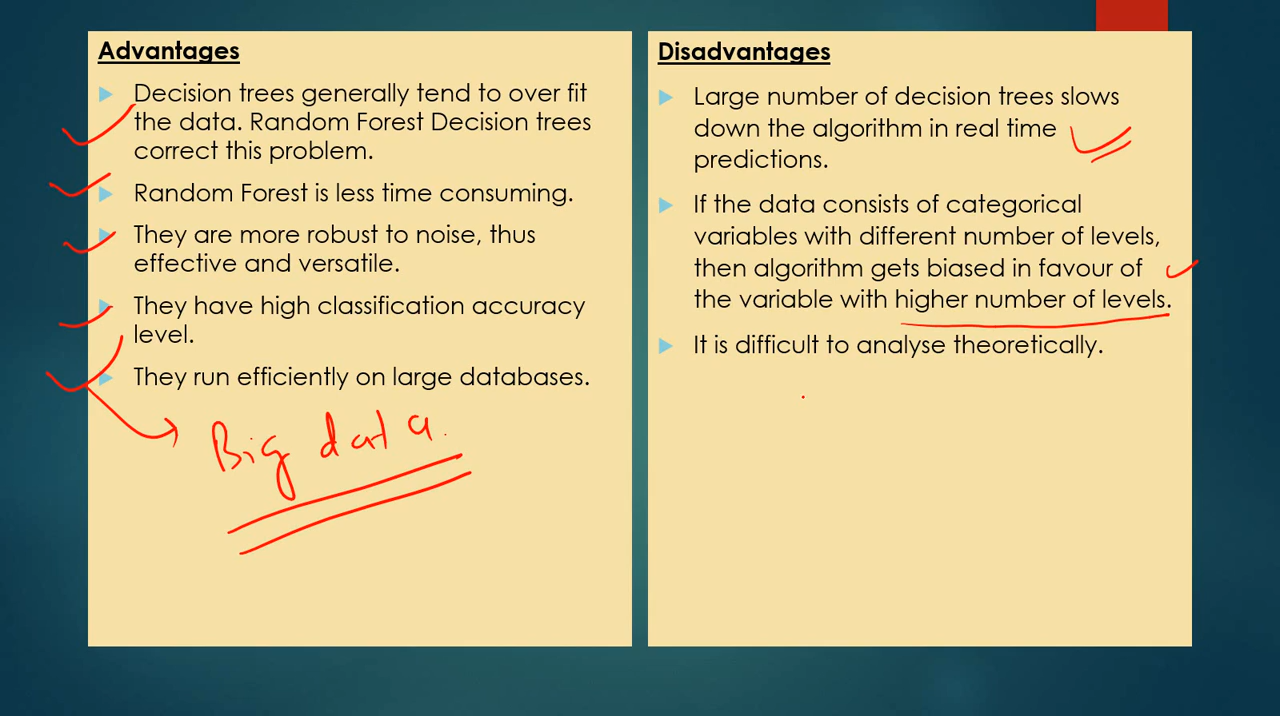 Advantages
Decision trees generally tend to over fit
the data. Random Forest Decision trees
correct this problem.
Random Forest is less time consuming.
They are more robust to noise, thus
effective and versatile.
They have high classification accuracy
level.
They run efficiently on large databases.
Big data.
Disadvantages
Large number of decision trees slows
down the algorithm in real time
predictions.
If the data consists of categorical
variables with different number of levels,
then algorithm gets biased in favour of
the variable with higher number of levels.
It is difficult to analyse theoretically.